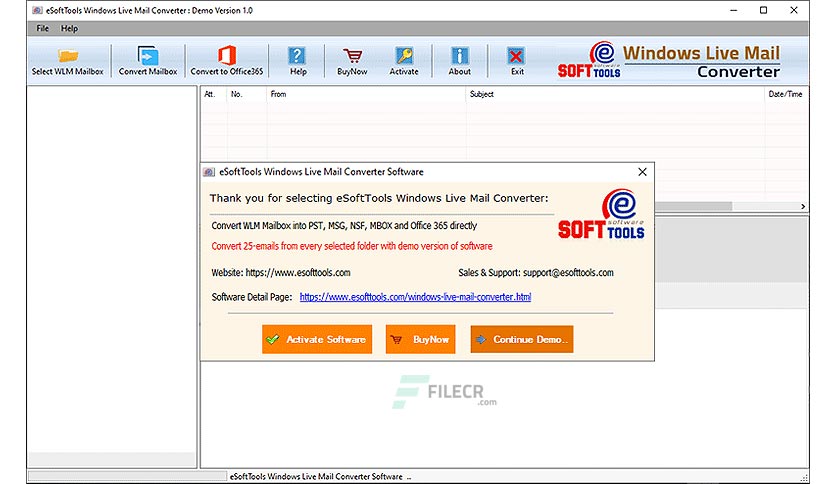 eSoftTools Windows Live Mail Converter : Demo Version 1.0
File Help
Select WLM Mailbox Convert Mailbox Convert to Office365 Help BuyNow Activate About Exit
e software SOFT TOOLS
Windows Live Mail
Converter
Att. No. From Subject Date/Time
eSoftTools Windows Live Mail Converter Software
Thank you for selecting eSoftTools Windows Live Mail Converter:
e software SOFT TOOLS
Convert WLM Mailbox into PST, MSG, NSF, MBOX and Office 365 directly
Convert 25-emails from every selected folder with demo version of software
Website: https://www.esofttools.com Sales & Support: support@esofttools.com
Software Detail Page: https://www.esofttools.com/windows-live-mail-converter.html
Activate Software BuyNow Continue Demo..
FILECR
.com
eSoftTools Windows Live Mail Converter Software ..